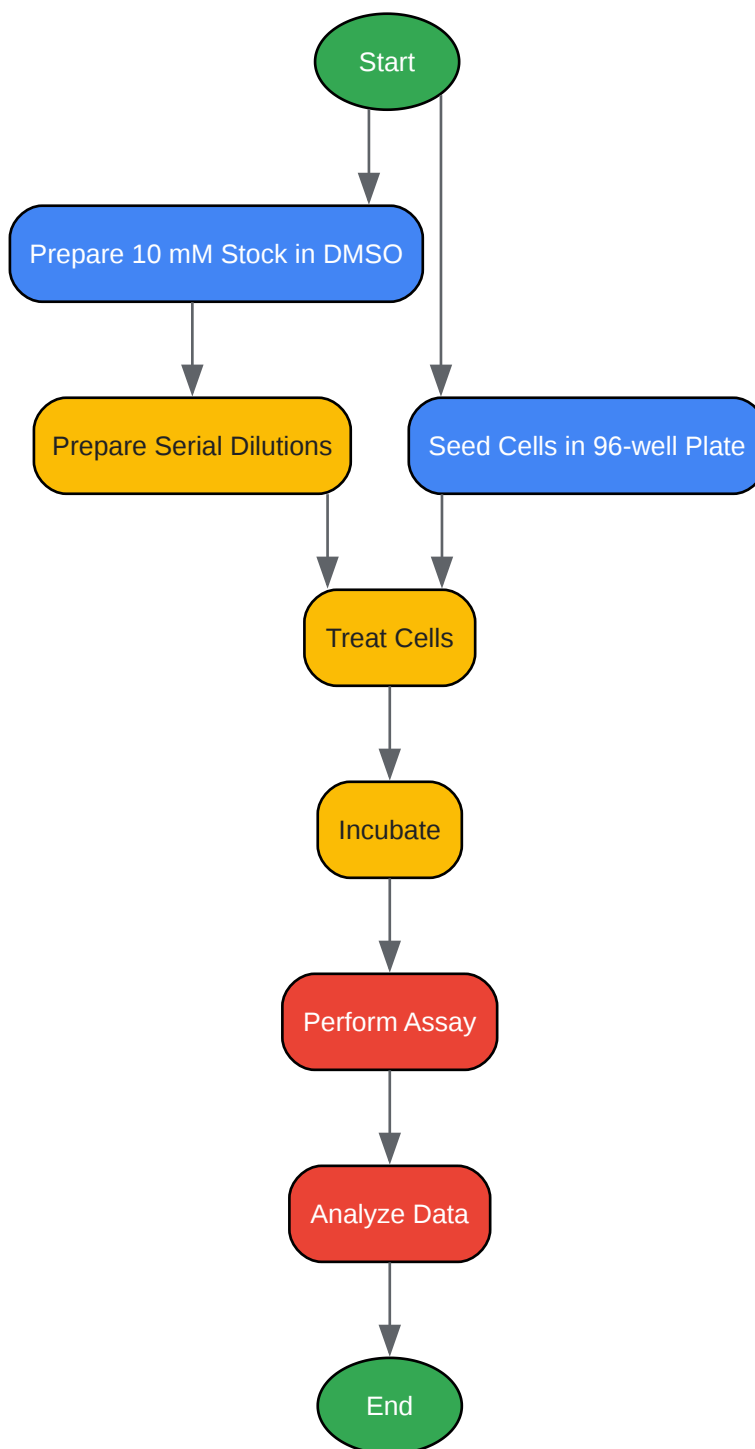 Start
Prepare 10 mM Stock in DMSO
Prepare Serial Dilutions
Seed Cells in 96-well Plate
Treat Cells
Incubate
Perform Assay
Analyze Data
End